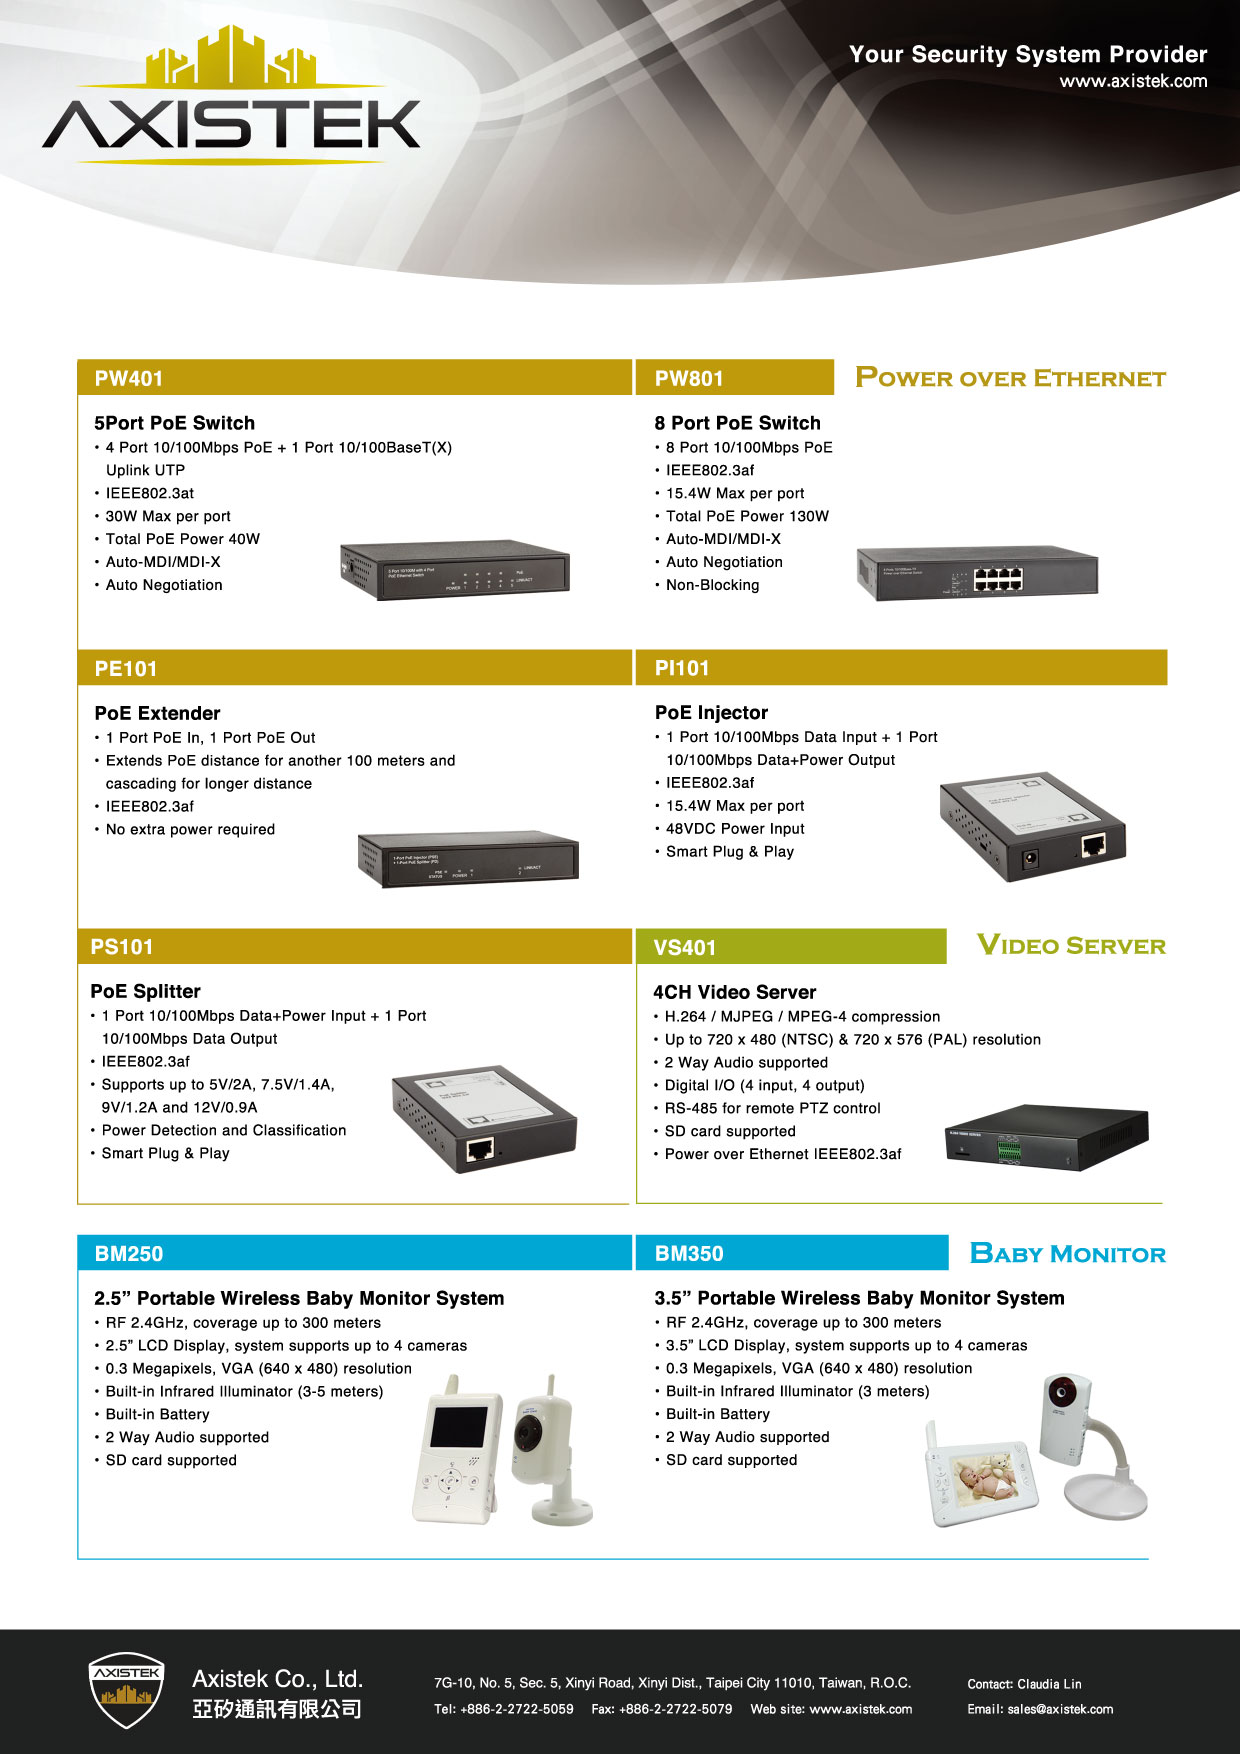 AXISTEK
Your Security System Provider
www.axistek.com
PW401
5Port PoE Switch
• 4 Port 10/100Mbps PoE + 1 Port 10/100BaseT(X)
Uplink UTP
• IEEE802.3at
• 30W Max per port
• Total PoE Power 40W
• Auto-MDI/MDI-X
• Auto Negotiation
PW801
POWER OVER ETHERNET
8 Port PoE Switch
• 8 Port 10/100Mbps PoE
• IEEE802.3af
• 15.4W Max per port
• Total PoE Power 130W
• Auto-MDI/MDI-X
• Auto Negotiation
• Non-Blocking
PE101
PoE Extender
• 1 Port PoE In, 1 Port PoE Out
• Extends PoE distance for another 100 meters and
cascading for longer distance
• IEEE802.3af
• No extra power required
PI101
PoE Injector
• 1 Port 10/100Mbps Data Input + 1 Port
10/100Mbps Data+Power Output
• IEEE802.3af
• 15.4W Max per port
• 48VDC Power Input
• Smart Plug & Play
PS101
PoE Splitter
• 1 Port 10/100Mbps Data+Power Input + 1 Port
10/100Mbps Data Output
• IEEE802.3af
• Supports up to 5V/2A, 7.5V/1.4A,
9V/1.2A and 12V/0.9A
• Power Detection and Classification
• Smart Plug & Play
VS401
VIDEO SERVER
4CH Video Server
• H.264 / MJPEG / MPEG-4 compression
• Up to 720 x 480 (NTSC) & 720 x 576 (PAL) resolution
• 2 Way Audio supported
• Digital I/O (4 input, 4 output)
• RS-485 for remote PTZ control
• SD card supported
• Power over Ethernet IEEE802.3af
BM250
2.5” Portable Wireless Baby Monitor System
• RF 2.4GHz, coverage up to 300 meters
• 2.5” LCD Display, system supports up to 4 cameras
• 0.3 Megapixels, VGA (640 x 480) resolution
• Built-in Infrared Illuminator (3-5 meters)
• Built-in Battery
• 2 Way Audio supported
• SD card supported
BM350
BABY MONITOR
3.5” Portable Wireless Baby Monitor System
• RF 2.4GHz, coverage up to 300 meters
• 3.5” LCD Display, system supports up to 4 cameras
• 0.3 Megapixels, VGA (640 x 480) resolution
• Built-in Infrared Illuminator (3 meters)
• Built-in Battery
• 2 Way Audio supported
• SD card supported
AXISTEK
Axistek Co., Ltd.
亞矽通訊有限公司
7G-10, No. 5, Sec. 5, Xinyi Road, Xinyi Dist., Taipei City 11010, Taiwan, R.O.C.
Tel: +886-2-2722-5059 Fax: +886-2-2722-5079 Web site: www.axistek.com
Contact: Claudia Lin
Email: sales@axistek.com